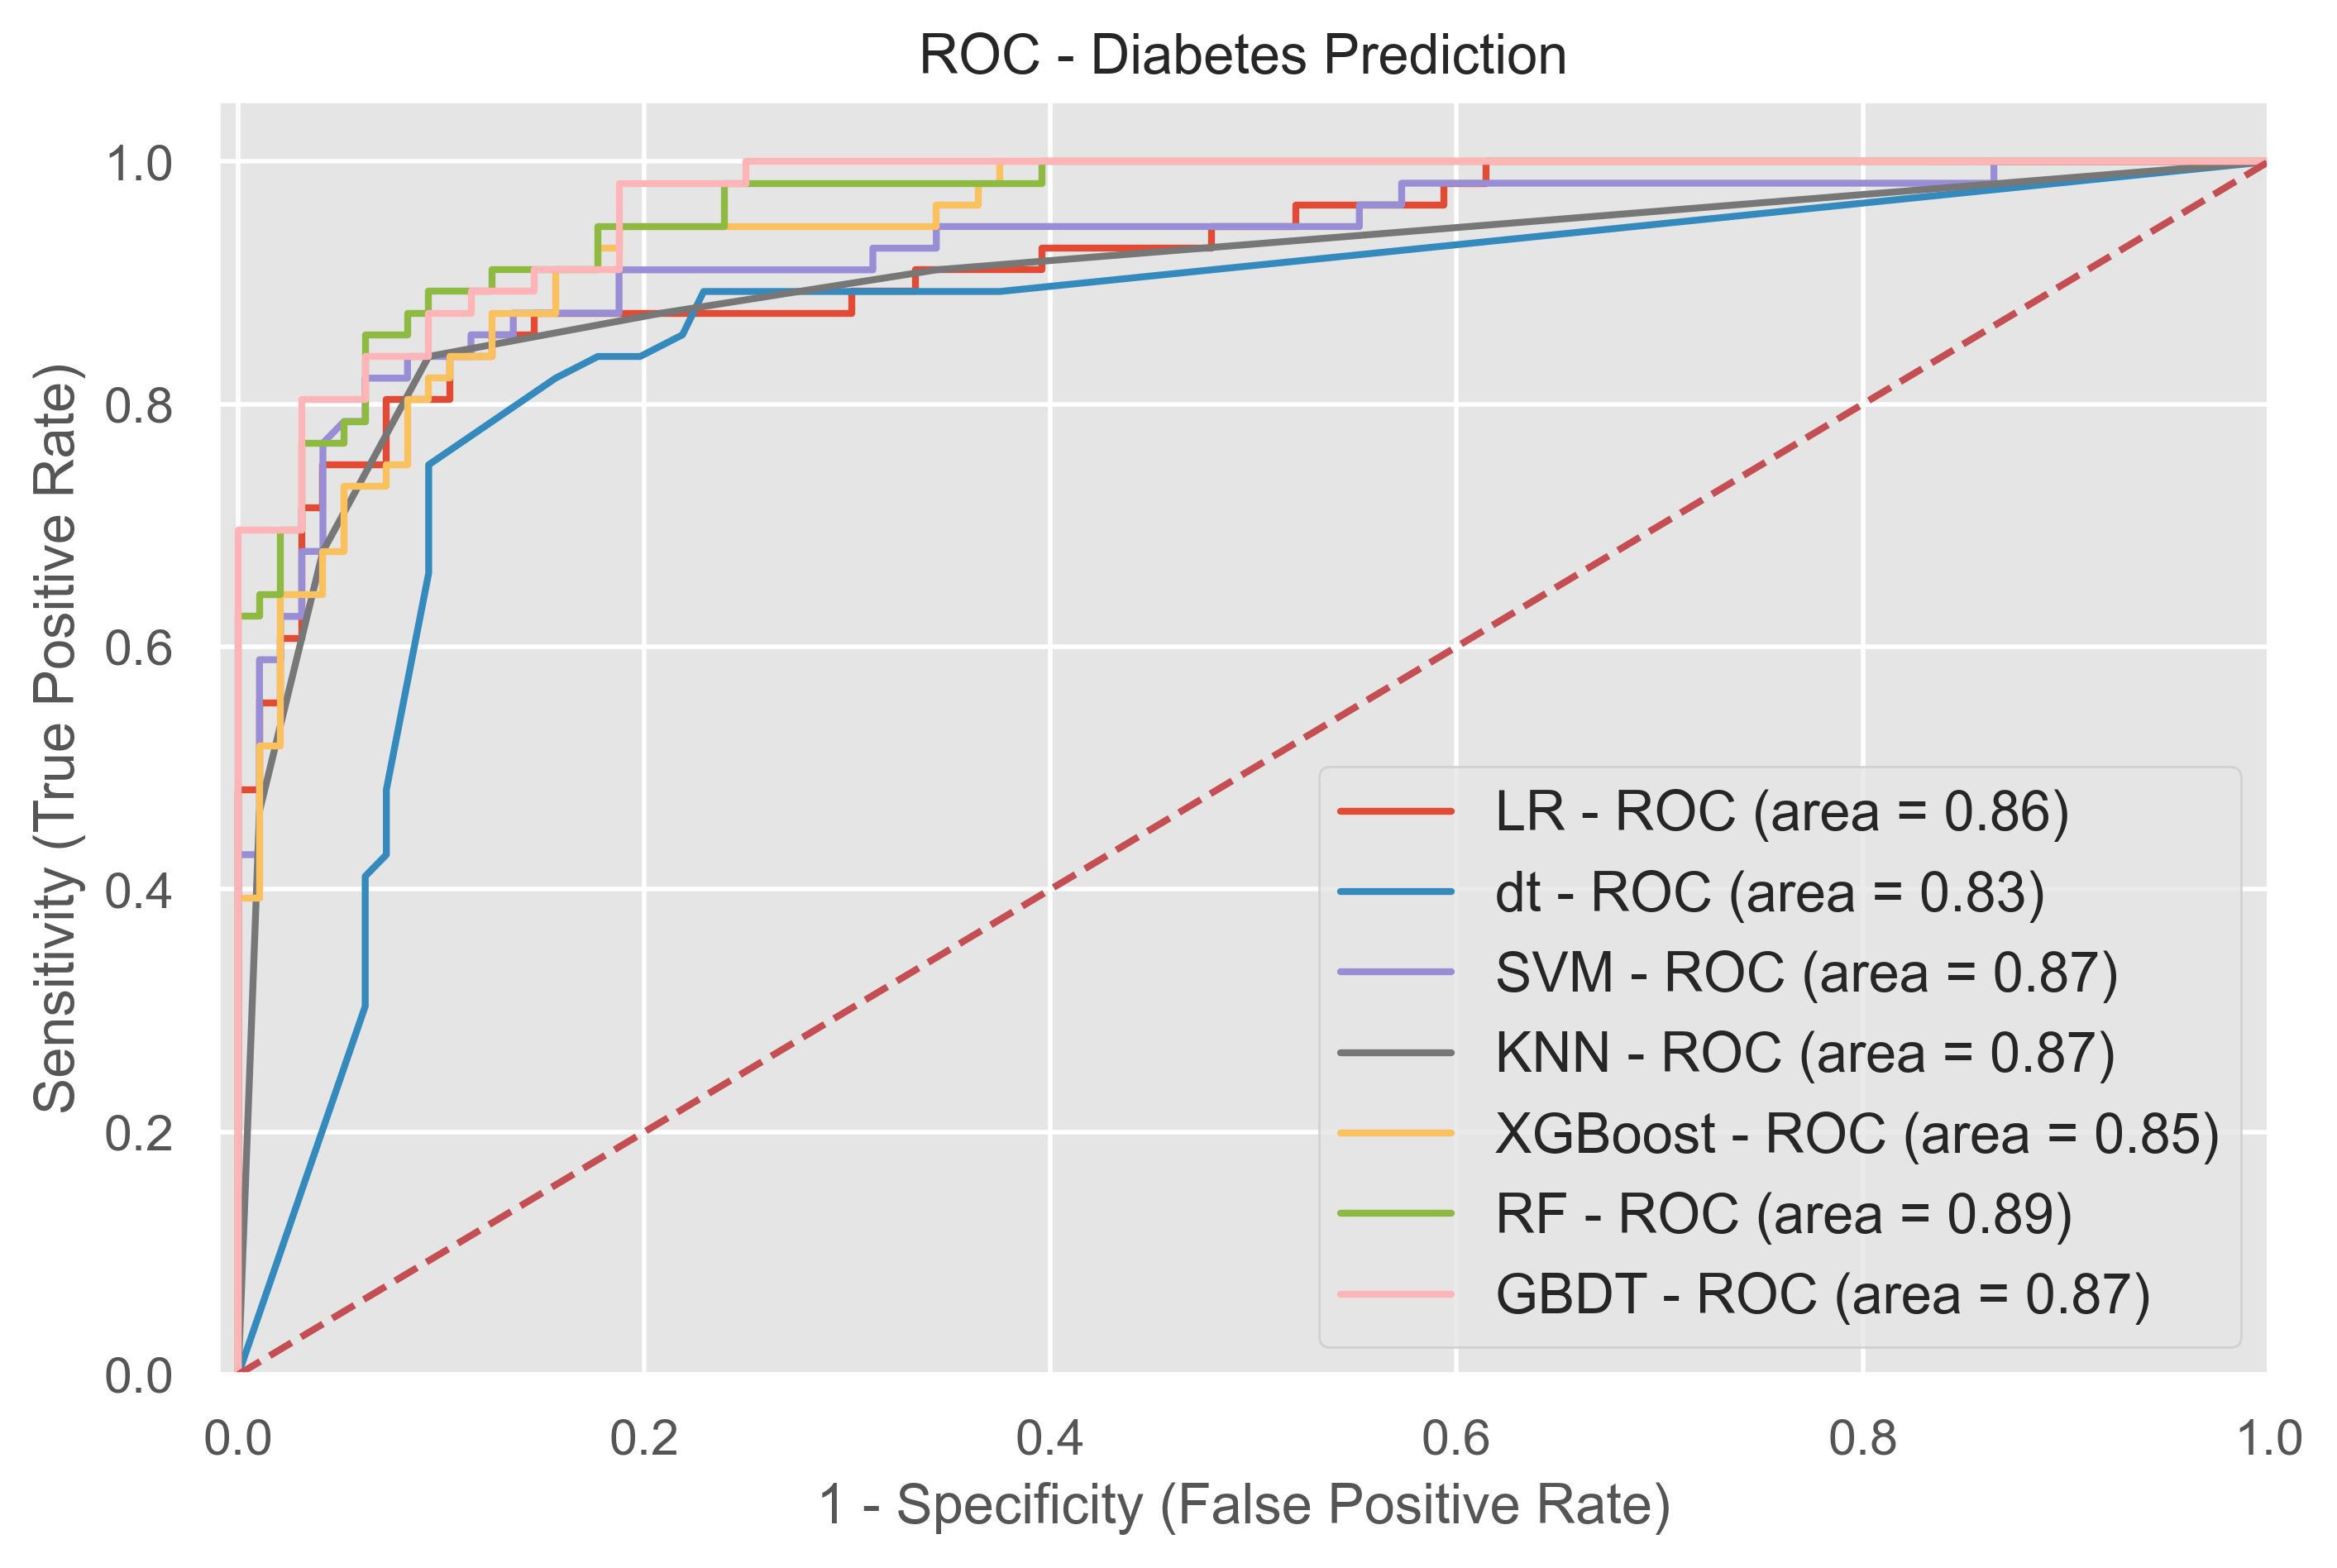 ROC - Diabetes Prediction
Sensitivity (True Positive Rate)
1.0
0.8
0.6
0.4
0.2
0.0
LR - ROC (area = 0.86)
dt - ROC (area = 0.83)
SVM - ROC (area = 0.87)
KNN - ROC (area = 0.87)
XGBoost - ROC (area = 0.85)
RF - ROC (area = 0.89)
GBDT - ROC (area = 0.87)
0.0 0.2 0.4 0.6 0.8 1.0
1 - Specificity (False Positive Rate)